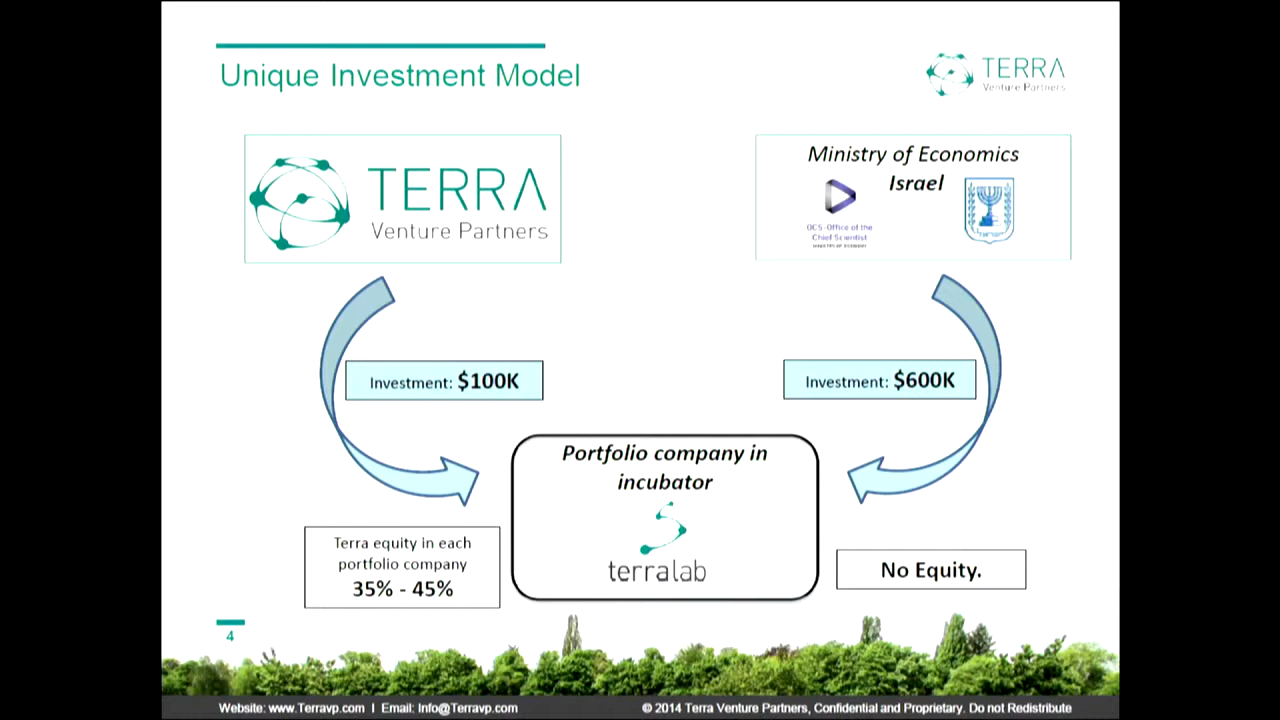 Unique Investment Model
TERRA
Venture Partners
TERRA
Venture Partners
Ministry of Economics
Israel
OCS-Office of the
Chief Scientist
MINISTRY OF ECONOMY
Investment: $100K
Investment: $600K
Portfolio company in
incubator
terralab
Terra equity in each
portfolio company
35% - 45%
No Equity.
4
Website: www.Terravp.com I Email: Info@Terravp.com
© 2014 Terra Venture Partners, Confidential and Proprietary. Do not Redistribute